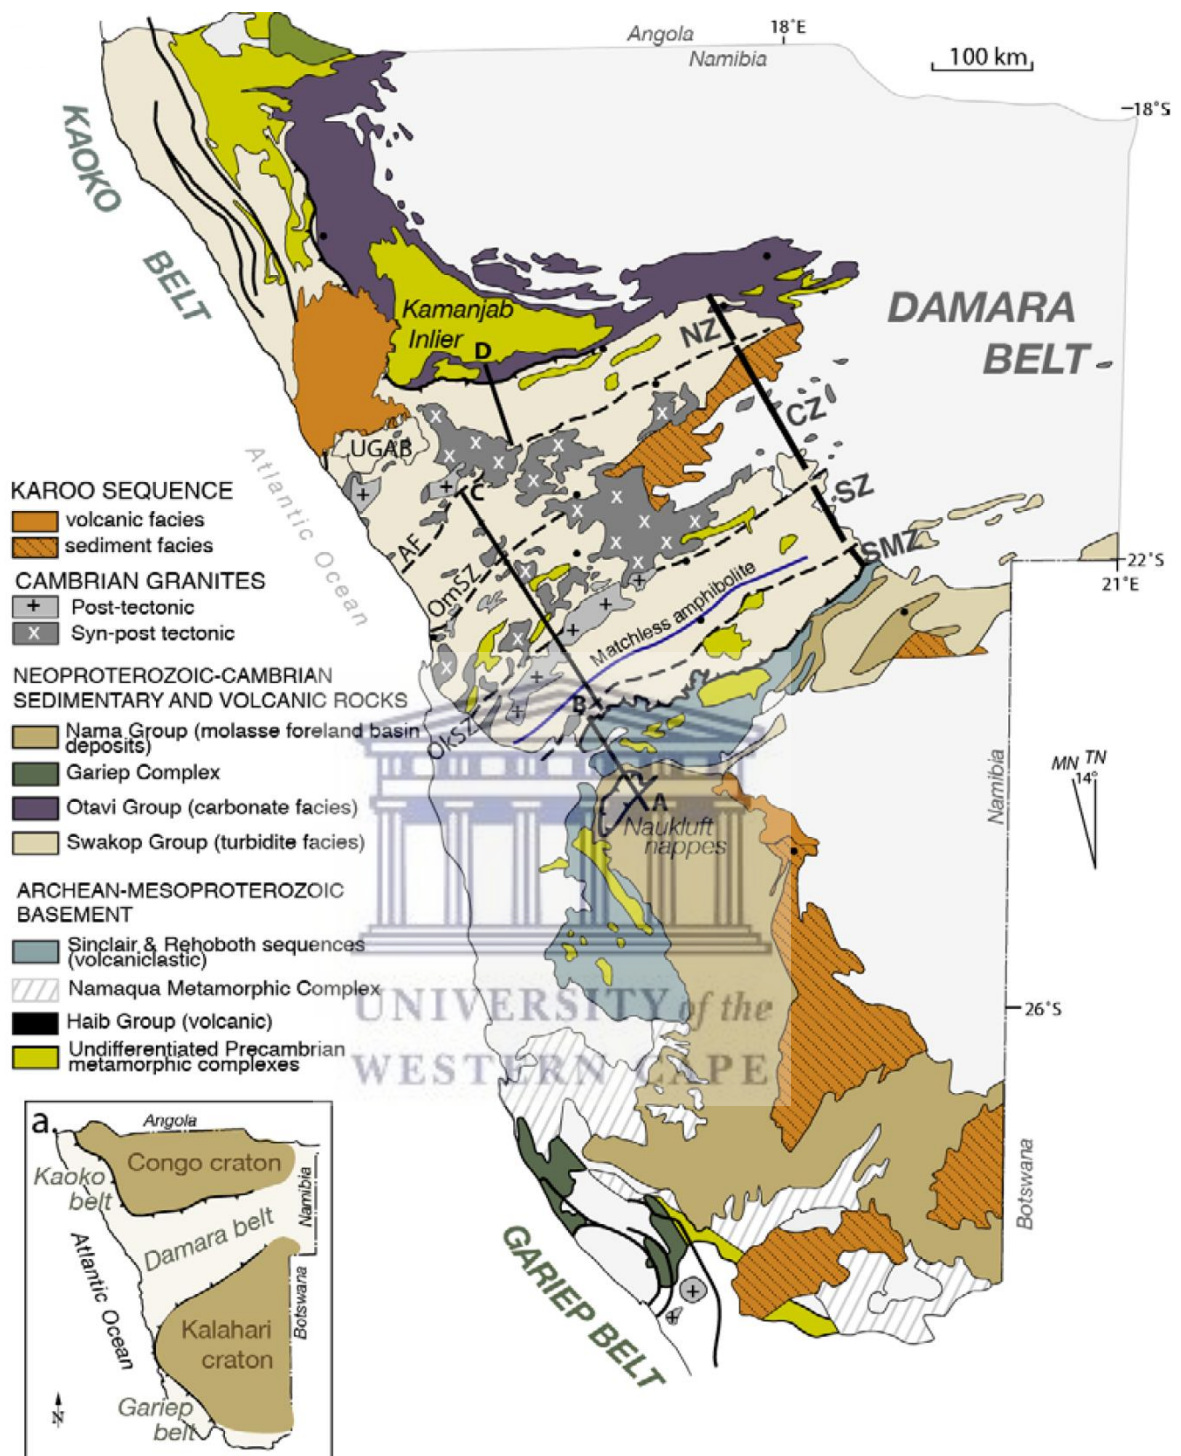 Angola
18°E
Namibia
100 km
18°S
KAOKO
BELT
Kamanjab
Inlier
D
NZ
DAMARA
BELT
CZ
UGAB
C
SZ
Atlantic Ocean
AF
OmSZ
SMZ
22°S
21°E
Matchless amphibolite
B
OkSZ
A
Naukluft
nappes
Namibia
MN TN
14°
KAROO SEQUENCE
volcanic facies
sediment facies
CAMBRIAN GRANITES
+ Post-tectonic
x Syn-post tectonic
NEOPROTEROZOIC-CAMBRIAN
SEDIMENTARY AND VOLCANIC ROCKS
Nama Group (molasse foreland basin
deposits)
Gariep Complex
Otavi Group (carbonate facies)
Swakop Group (turbidite facies)
ARCHEAN-MESOPROTEROZOIC
BASEMENT
Sinclair & Rehoboth sequences
(volcaniclastic)
Namaqua Metamorphic Complex
Haib Group (volcanic)
Undifferentiated Precambrian
metamorphic complexes
UNIVERSITY of the
WESTERN CAPE
26°S
Botswana
GARIEP BELT
a.
Angola
Congo craton
Kaoko
belt
Namibia
Damara belt
Atlantic Ocean
Botswana
Kalahari
craton
Gariep
belt
N